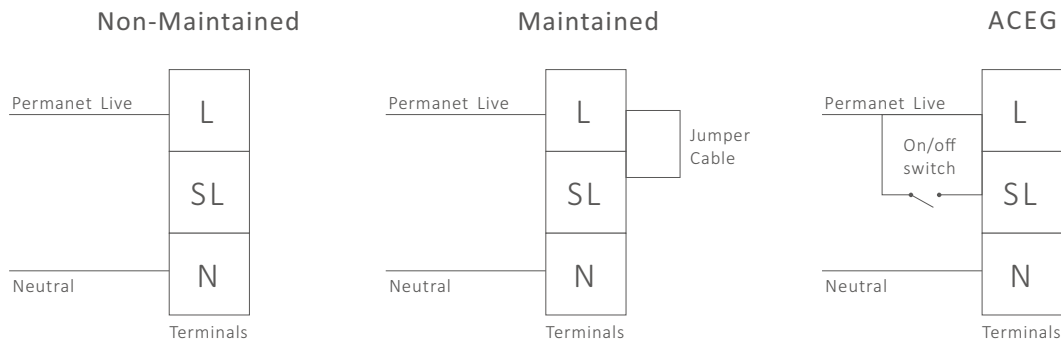 Non-Maintained
Permanet Live
L
SL
N
Neutral
Terminals
Maintained
Permanet Live
L
SL
N
Jumper
Cable
Neutral
Terminals
ACEG
Permanet Live
L
On/off
switch
SL
N
Neutral
Terminals